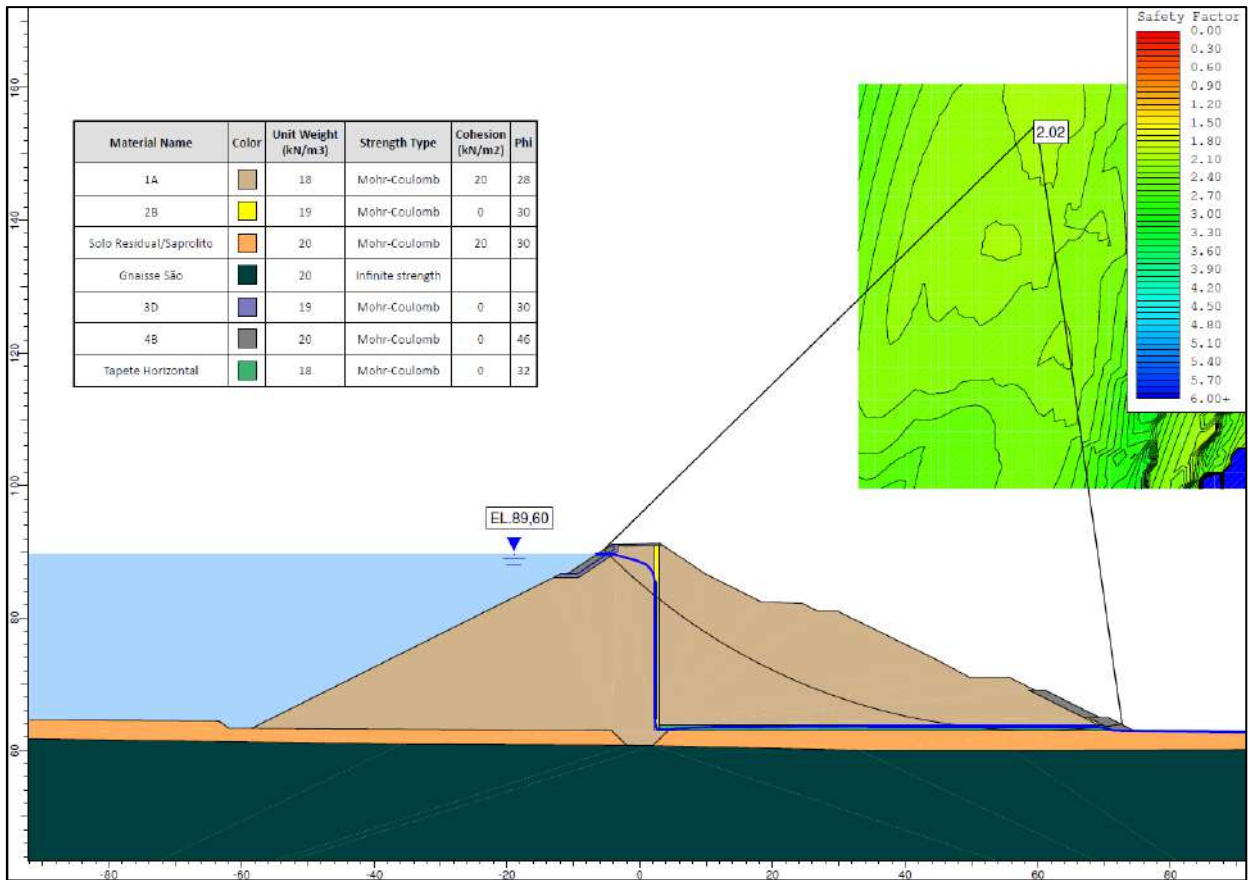 Safety Factor
0.00
0.30
0.60
0.90
1.20
1.50
1.80
2.10
2.40
2.70
3.00
3.30
3.60
3.90
4.20
4.50
4.80
5.10
5.40
5.70
6.00+
2.02
Material Name Color Unit Weight (kN/m3) Strength Type Cohesion (kN/m2) Phi
1A 18 Mohr-Coulomb 20 28
2B 19 Mohr-Coulomb 0 30
Solo Residual/Saprolito 20 Mohr-Coulomb 20 30
Gnaisse São 20 Infinite strength
3D 19 Mohr-Coulomb 0 30
4B 20 Mohr-Coulomb 0 46
Tapete Horizontal 18 Mohr-Coulomb 0 32
EL.89,60
160
140
120
100
80
60
-80 -60 -40 -20 0 20 40 60 80